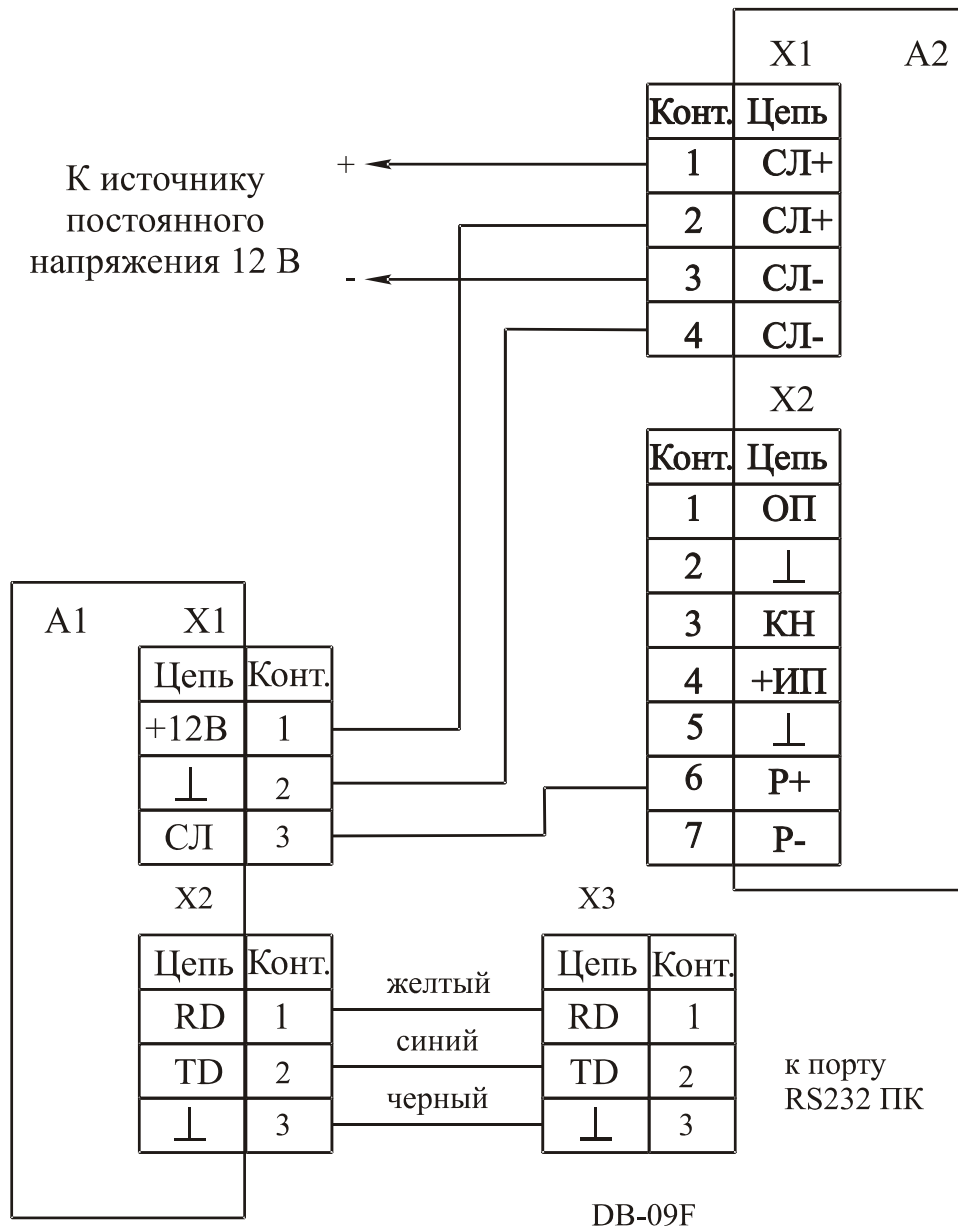 X1 A2
Конт. Цепь
1 СЛ+
2 СЛ+
3 СЛ-
4 СЛ-
К источнику
постоянного
напряжения 12 В
+
-
X2
Конт. Цепь
1 ОП
2 ⊥
3 КН
4 +ИП
5 ⊥
6 Р+
7 Р-
A1 X1
Цепь Конт.
+12В 1
⊥ 2
СЛ 3
X2
Цепь Конт.
RD 1
TD 2
⊥ 3
желтый
синий
черный
X3
Цепь Конт.
RD 1
TD 2
⊥ 3
к порту
RS232 ПК
DB-09F